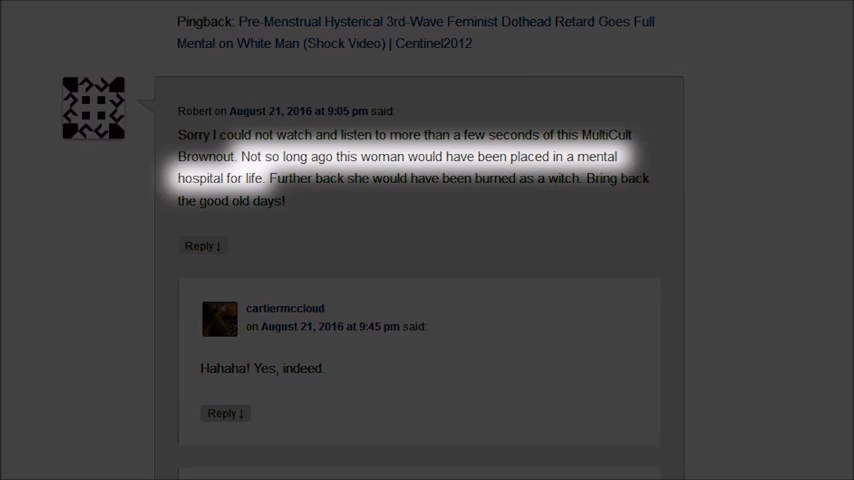 Pingback: Pre-Menstrual Hysterical 3rd-Wave Feminist Dothead Retard Goes Full
Mental on White Man (Shock Video) | Centinel2012
Robert on August 21, 2016 at 9:05 pm said:
Sorry I could not watch and listen to more than a few seconds of this MultiCult
Brownout. Not so long ago this woman would have been placed in a mental
hospital for life. Further back she would have been burned as a witch. Bring back
the good old days!
Reply ↓
cartiermccloud
on August 21, 2016 at 9:45 pm said:
Hahaha! Yes, indeed.
Reply ↓